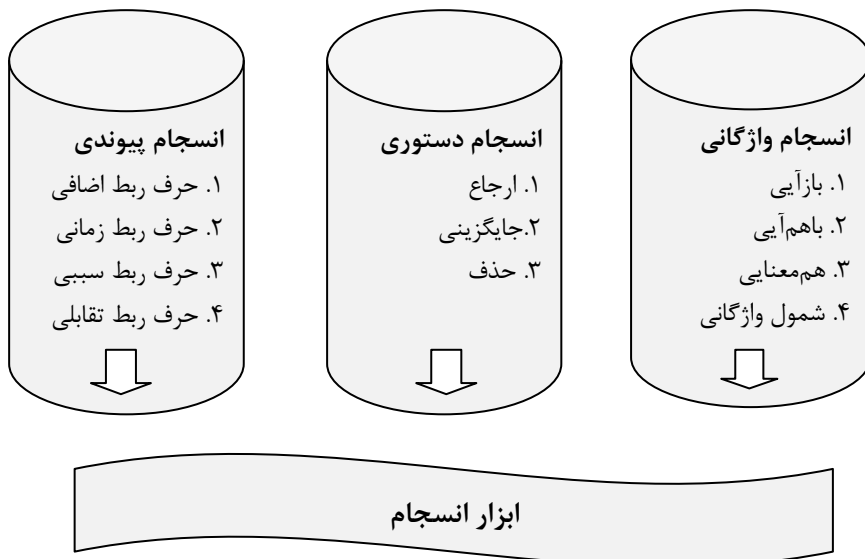 انسجام واژگانی
۱. بازآیی
۲. باهم‌آیی
۳. هم‌معنایی
۴. شمول واژگانی
انسجام دستوری
۱. ارجاع
۲.جایگزینی
۳. حذف
انسجام پیوندی
۱. حرف ربط اضافی
۲. حرف ربط زمانی
۳. حرف ربط سببی
۴. حرف ربط تقابلی
ابزار انسجام